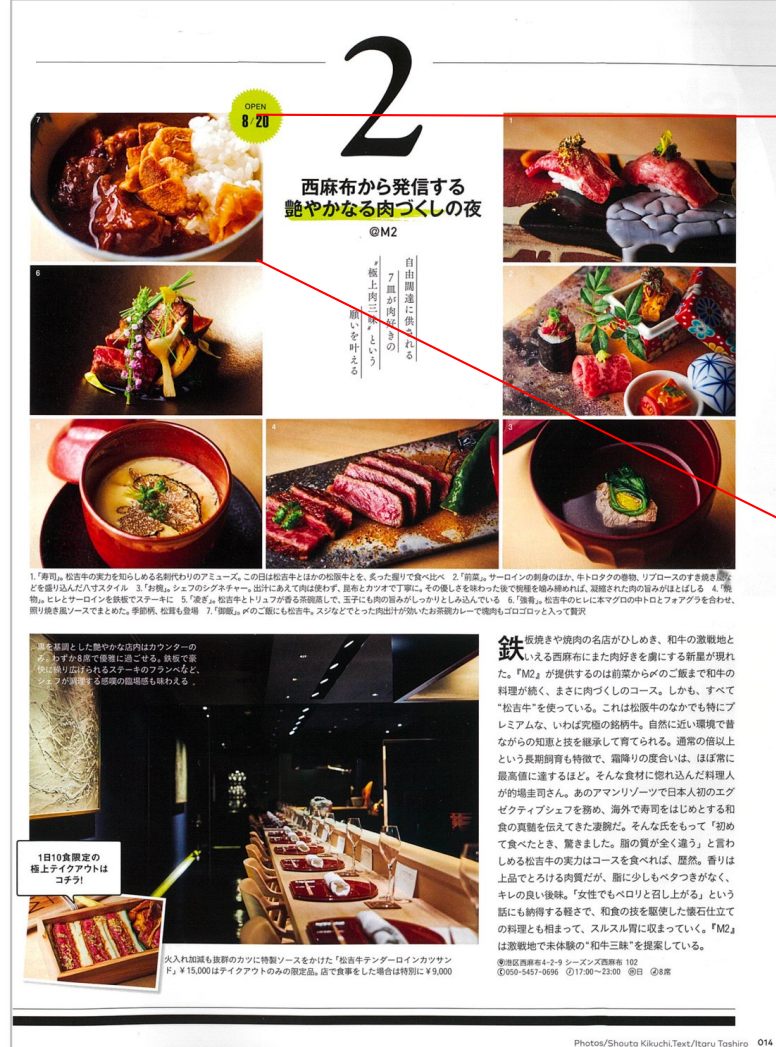 2
OPEN
8/20
西麻布から発信する
艶やかなる肉づくしの夜
@M2
自由闊達に供される
7皿が肉好きの
“極上肉三昧”という
願いを叶える
7
1
6
2
5
4
3
1.「寿司」。松吉牛の実力を知らしめる名刺代わりのアミューズ。この日は松吉牛とほかの松阪牛とを、炙った握りで食べ比べ 2.「前菜」。サーロインの刺身のほか、牛トロタクの巻物、リブロースのすき焼き風な
どを盛り込んだ八寸スタイル 3.「お椀」。シェフのシグネチャー。出汁にあえて肉は使わず、昆布とカツオで丁寧に。その優しさを味わった後で椀種を噛み締めれば、凝縮された肉の旨みがほとばしる 4.「焼
物」。ヒレとサーロインを鉄板でステーキに 5.「凌ぎ」。松吉牛とトリュフが香る茶碗蒸しで、玉子にも肉の旨みがしっかりとしみ込んでいる 6.「強肴」。松吉牛のヒレに本マグロの中トロとフォアグラを合わせ、
照り焼き風ソースでまとめた。季節柄、松茸も登場 7.「御飯」。〆のご飯にも松吉牛。スジなどでとった肉出汁が効いたお茶碗カレーで塊肉もゴロゴロッと入って贅沢
黒を基調とした艶やかな店内はカウンターの
み。わずか8席で優雅に過ごせる。鉄板で豪
快に繰り広げられるステーキのフランベなど、
シェフが調理する感嘆の臨場感も味わえる
1日10食限定の
極上テイクアウトは
コチラ!
火入れ加減も抜群のカツに特製ソースをかけた「松吉牛テンダーロインカツサン
ド」¥15,000はテイクアウトのみの限定品。店で食事をした場合は特別に¥9,000
鉄板焼きや焼肉の名店がひしめき、和牛の激戦地と
いえる西麻布にまた肉好きを虜にする新星が現れ
た。『M2』が提供するのは前菜から〆のご飯まで和牛の
料理が続く、まさに肉づくしのコース。しかも、すべて
“松吉牛”を使っている。これは松阪牛のなかでも特にプ
レミアムな、いわば究極の銘柄牛。自然に近い環境で昔
ながらの知恵と技を継承して育てられる。通常の倍以上
という長期飼育も特徴で、霜降りの度合いは、ほぼ常に
最高値に達するほど。そんな食材に惚れ込んだ料理人
が的場圭司さん。あのアマンリゾーツで日本人初のエグ
ゼクティブシェフを務め、海外で寿司をはじめとする和
食の真髄を伝えてきた凄腕だ。そんな氏をもって「初め
て食べたとき、驚きました。脂の質が全く違う」と言わ
しめる松吉牛の実力はコースを食べれば、歴然。香りは
上品でとろける肉質だが、脂に少しもベタつきがなく、
キレの良い後味。「女性でもペロリと召し上がる」という
話にも納得する軽さで、和食の技を駆使した懐石仕立て
の料理とも相まって、スルスル胃に収まっていく。『M2』
は激戦地で未体験の“和牛三昧”を提案している。
港区西麻布4-2-9 シーズンズ西麻布 102
050-5457-0696 17:00〜23:00 日 8席
Photos/Shouta Kikuchi.Text/Itaru Tashiro 014